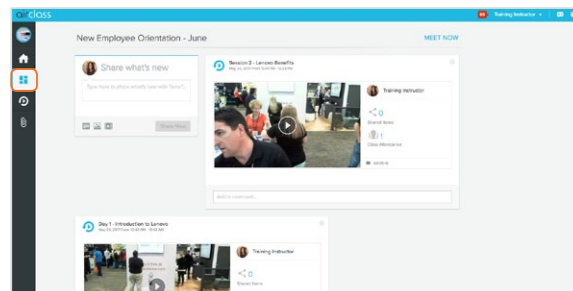 airclass
Training Instructor
New Employee Orientation - June
MEET NOW
Share what's new
Share Now
Session 2 - Lenovo Benefits
Training Instructor
0
Shared Items
1
Class Attendance
Add a comment...
Day 1 - Introduction to Lenovo
Training Instructor
0
Shared Items